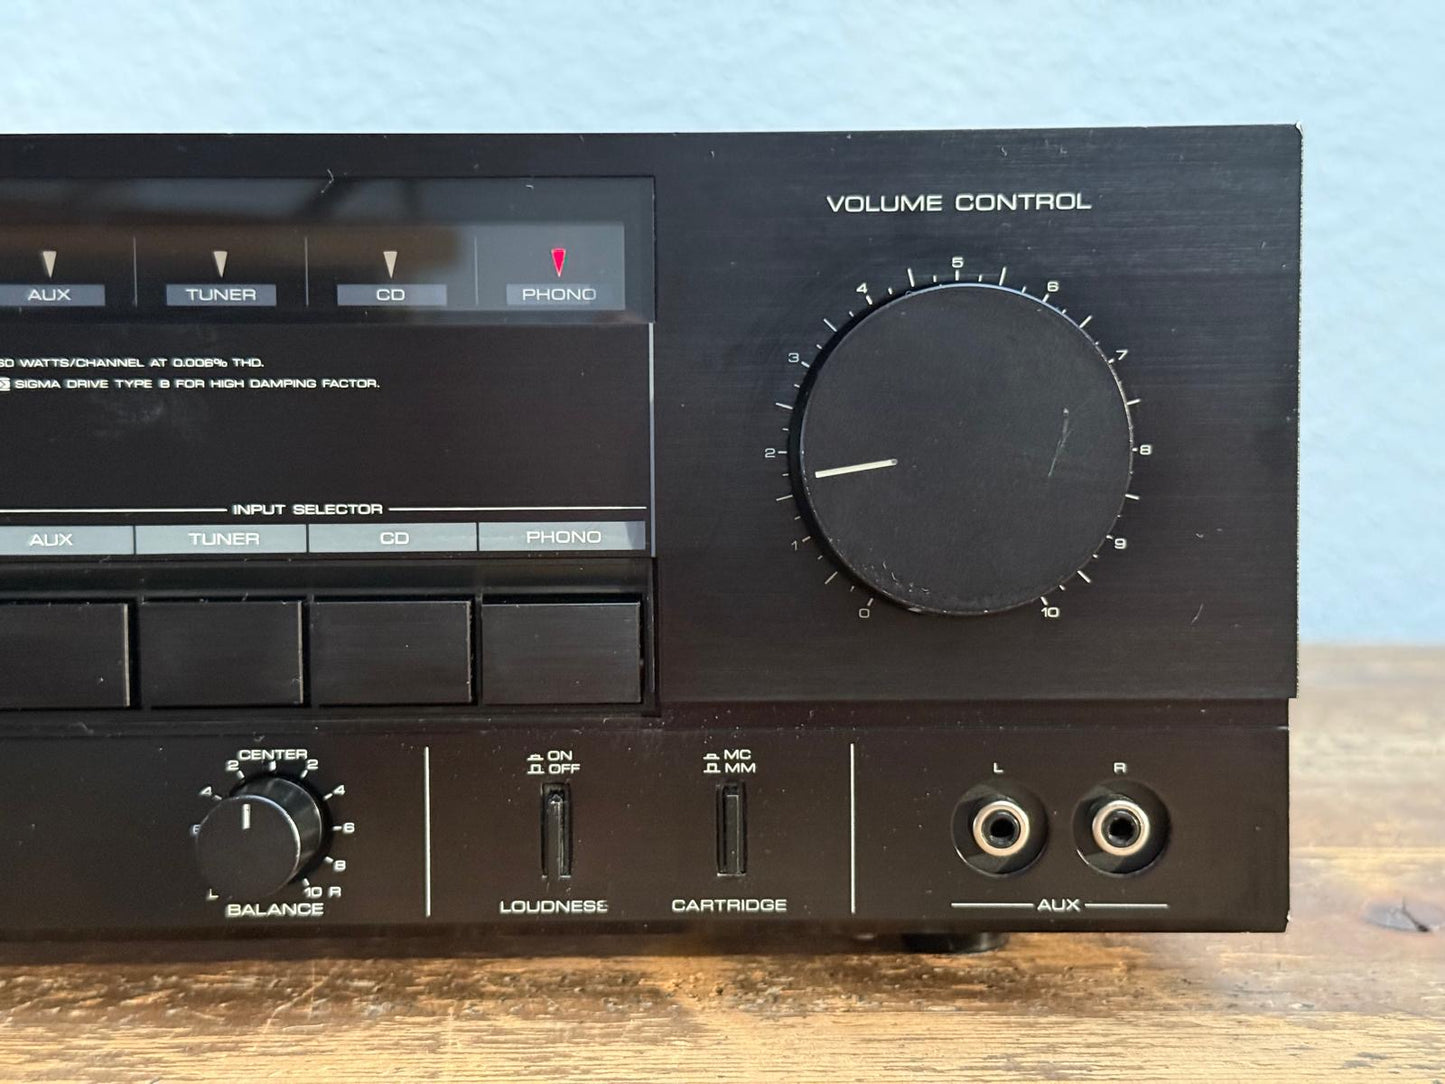 VOLUME CONTROL
AUX TUNER CD PHONO
WATTS/CHANNEL AT 0.006% THD.
SIGMA DRIVE TYPE B FOR HIGH DAMPING FACTOR.
0 1 2 3 4 5 6 7 8 9 10
INPUT SELECTOR
AUX TUNER CD PHONO
CENTER
2 2
4 4
6 6
8
L 10 R
BALANCE
ON
OFF
LOUDNESS
MC
MM
CARTRIDGE
L R
AUX